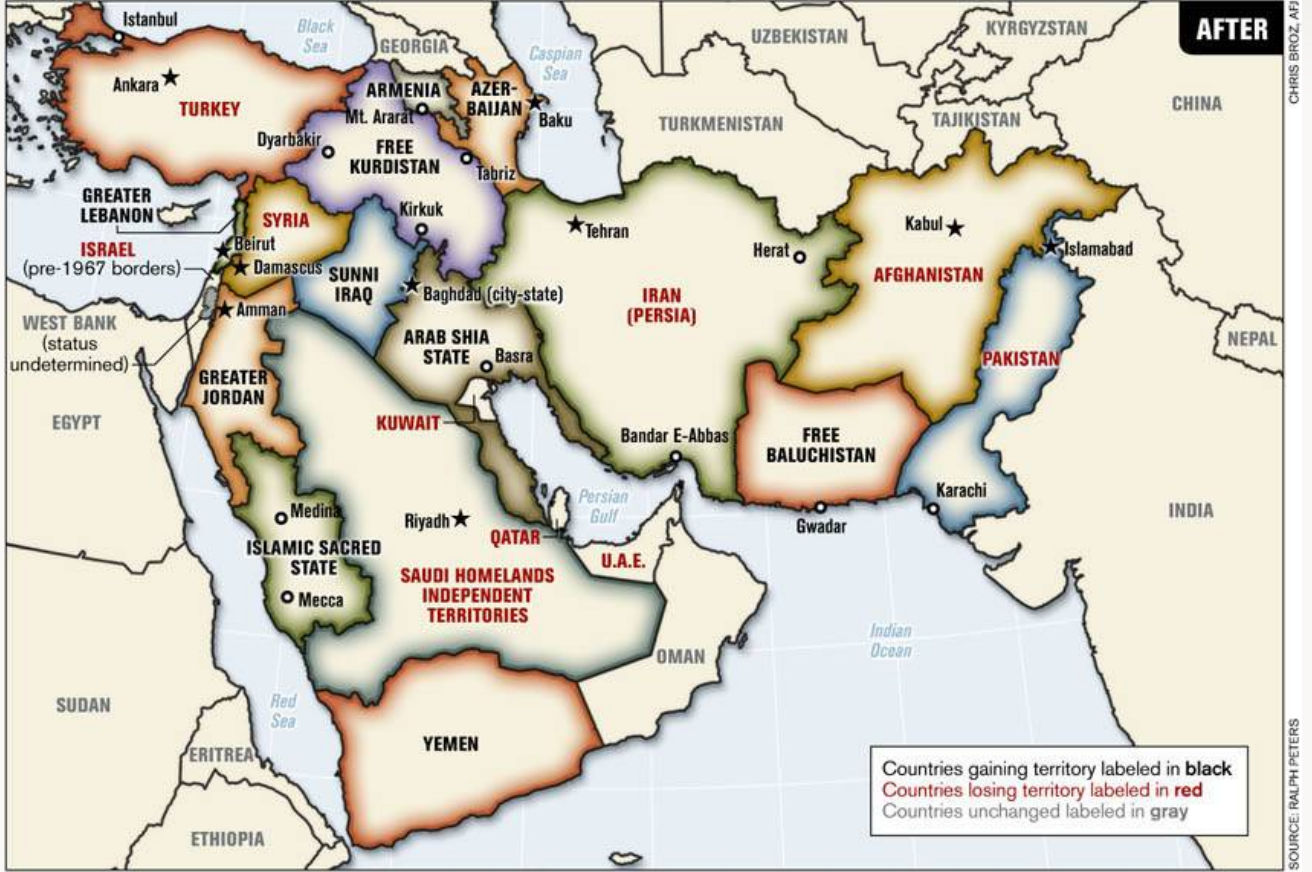 AFTER
CHRIS BROZ, AFJ
Istanbul
Black
Sea
GEORGIA
Caspian
Sea
UZBEKISTAN
KYRGYZSTAN
Ankara
TURKEY
ARMENIA
AZER-
BAIJAN
Baku
TURKMENISTAN
TAJIKISTAN
CHINA
Mt. Ararat
Dyarbakir
FREE
KURDISTAN
Tabriz
GREATER
LEBANON
SYRIA
Kirkuk
Tehran
Herat
Kabul
Islamabad
ISRAEL
(pre-1967 borders)
Beirut
Damascus
SUNNI
IRAQ
Baghdad (city-state)
IRAN
(PERSIA)
AFGHANISTAN
WEST BANK
(status
undetermined)
Amman
ARAB SHIA
STATE
Basra
PAKISTAN
NEPAL
GREATER
JORDAN
EGYPT
KUWAIT
Bandar E-Abbas
FREE
BALUCHISTAN
Karachi
Persian
Gulf
Gwadar
INDIA
Medina
Riyadh
QATAR
ISLAMIC SACRED
STATE
U.A.E.
SAUDI HOMELANDS
INDEPENDENT
TERRITORIES
Mecca
Indian
Ocean
OMAN
SUDAN
Red
Sea
YEMEN
ERITREA
ETHIOPIA
Countries gaining territory labeled in black
Countries losing territory labeled in red
Countries unchanged labeled in gray
SOURCE: RALPH PETERS